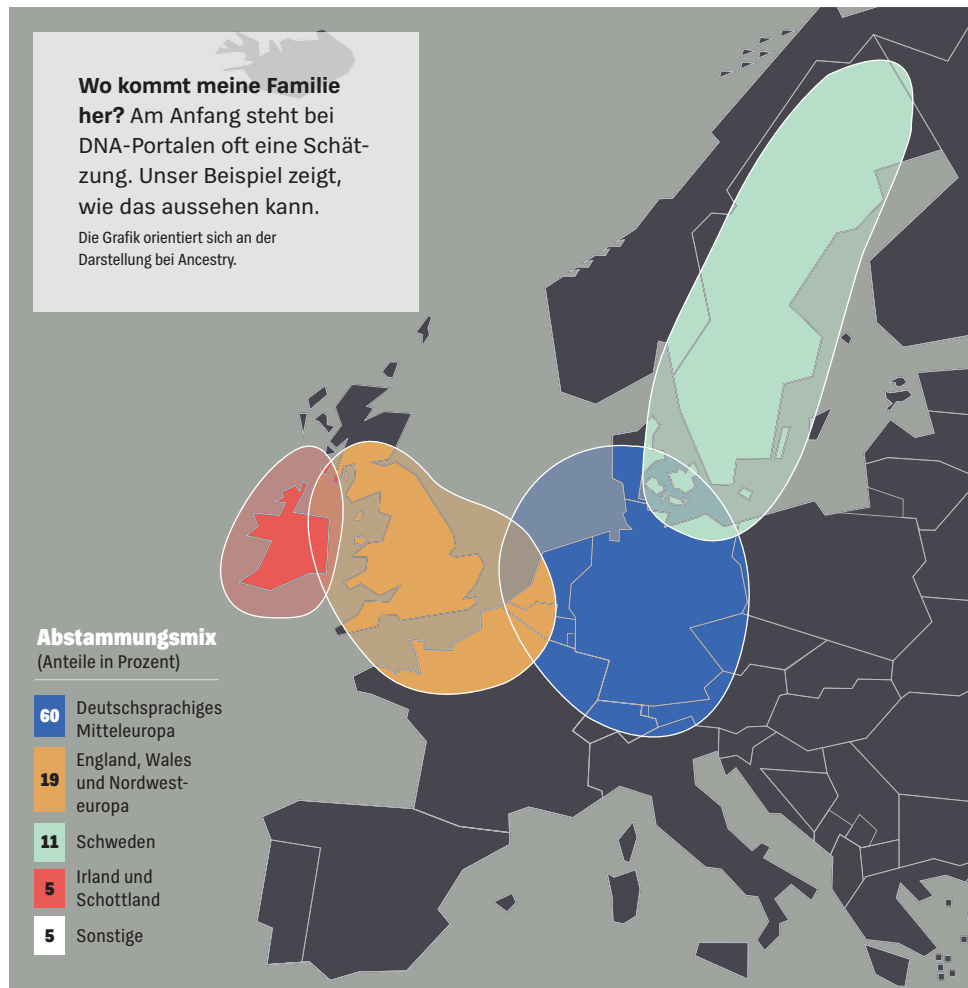 Wo kommt meine Familie
her? Am Anfang steht bei
DNA-Portalen oft eine Schät-
zung. Unser Beispiel zeigt,
wie das aussehen kann.
Die Grafik orientiert sich an der
Darstellung bei Ancestry.
Abstammungsmix
(Anteile in Prozent)
60 Deutschsprachiges
Mitteleuropa
19 England, Wales
und Nordwest-
europa
11 Schweden
5 Irland und
Schottland
5 Sonstige